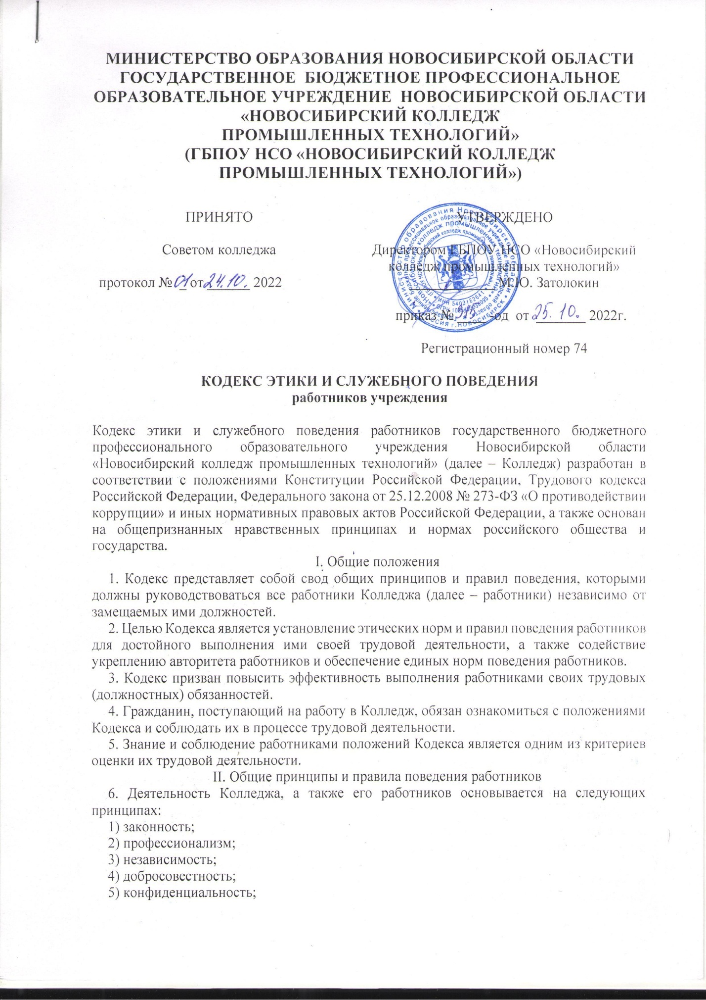 МИНИСТЕРСТВО ОБРАЗОВАНИЯ НОВОСИБИРСКОЙ ОБЛАСТИ
ГОСУДАРСТВЕННОЕ БЮДЖЕТНОЕ ПРОФЕССИОНАЛЬНОЕ
ОБРАЗОВАТЕЛЬНОЕ УЧРЕЖДЕНИЕ НОВОСИБИРСКОЙ ОБЛАСТИ
«НОВОСИБИРСКИЙ КОЛЛЕДЖ
ПРОМЫШЛЕННЫХ ТЕХНОЛОГИЙ»
(ГБПОУ НСО «НОВОСИБИРСКИЙ КОЛЛЕДЖ
ПРОМЫШЛЕННЫХ ТЕХНОЛОГИЙ»)
ПРИНЯТО
Советом колледжа
протокол № 01 от 24.10. 2022
УТВЕРЖДЕНО
Директором ГБПОУ НСО «Новосибирский
колледж промышленных технологий»
М.Ю. Затолокин
приказ № -од от 25.10. 2022г.
Регистрационный номер 74
КОДЕКС ЭТИКИ И СЛУЖЕБНОГО ПОВЕДЕНИЯ
работников учреждения
Кодекс этики и служебного поведения работников государственного бюджетного
профессионального образовательного учреждения Новосибирской области
«Новосибирский колледж промышленных технологий» (далее – Колледж) разработан в
соответствии с положениями Конституции Российской Федерации, Трудового кодекса
Российской Федерации, Федерального закона от 25.12.2008 № 273-ФЗ «О противодействии
коррупции» и иных нормативных правовых актов Российской Федерации, а также основан
на общепризнанных нравственных принципах и нормах российского общества и
государства.
I. Общие положения
1. Кодекс представляет собой свод общих принципов и правил поведения, которыми
должны руководствоваться все работники Колледжа (далее – работники) независимо от
замещаемых ими должностей.
2. Целью Кодекса является установление этических норм и правил поведения работников
для достойного выполнения ими своей трудовой деятельности, а также содействие
укреплению авторитета работников и обеспечение единых норм поведения работников.
3. Кодекс призван повысить эффективность выполнения работниками своих трудовых
(должностных) обязанностей.
4. Гражданин, поступающий на работу в Колледж, обязан ознакомиться с положениями
Кодекса и соблюдать их в процессе трудовой деятельности.
5. Знание и соблюдение работниками положений Кодекса является одним из критериев
оценки их трудовой деятельности.
II. Общие принципы и правила поведения работников
6. Деятельность Колледжа, а также его работников основывается на следующих
принципах:
1) законность;
2) профессионализм;
3) независимость;
4) добросовестность;
5) конфиденциальность;